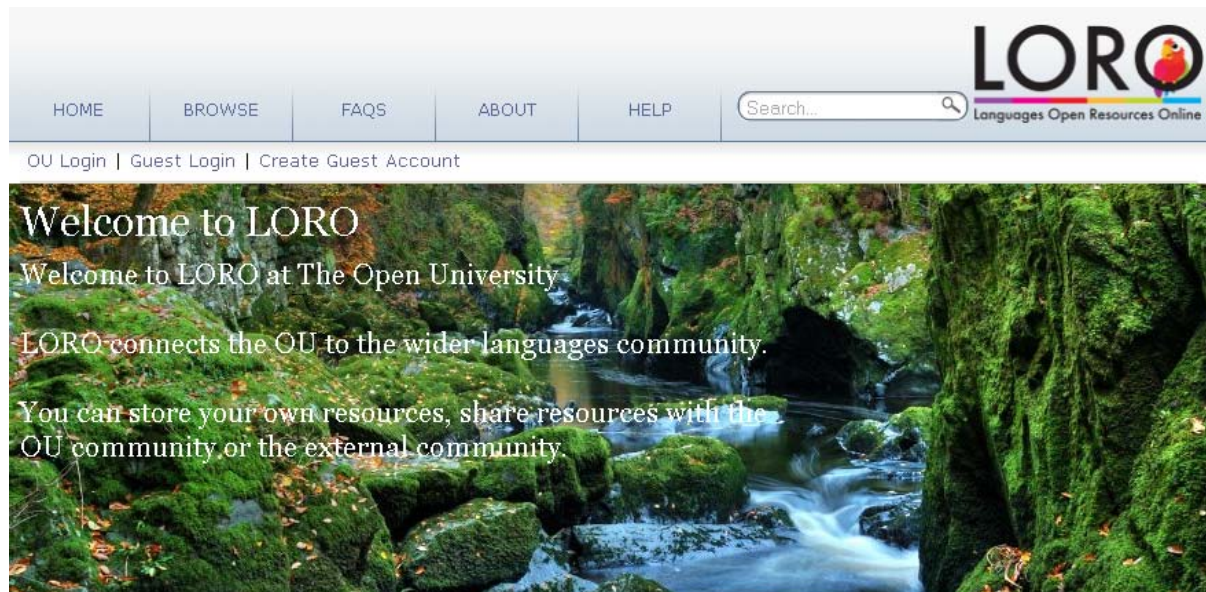 LORO
Languages Open Resources Online
HOME BROWSE FAQS ABOUT HELP Search...
OU Login | Guest Login | Create Guest Account
Welcome to LORO
Welcome to LORO at The Open University
LORO connects the OU to the wider languages community.
You can store your own resources, share resources with the
OU community or the external community.